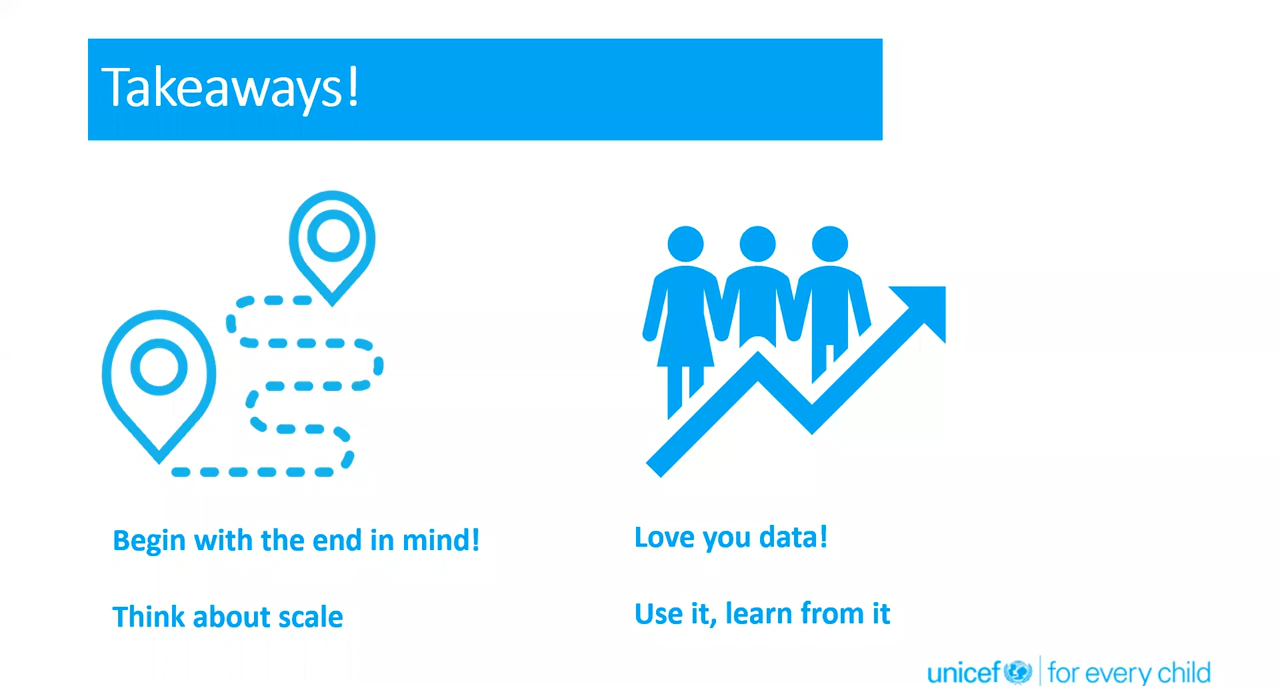 Takeaways!
Begin with the end in mind!
Think about scale
Love you data!
Use it, learn from it
unicef for every child